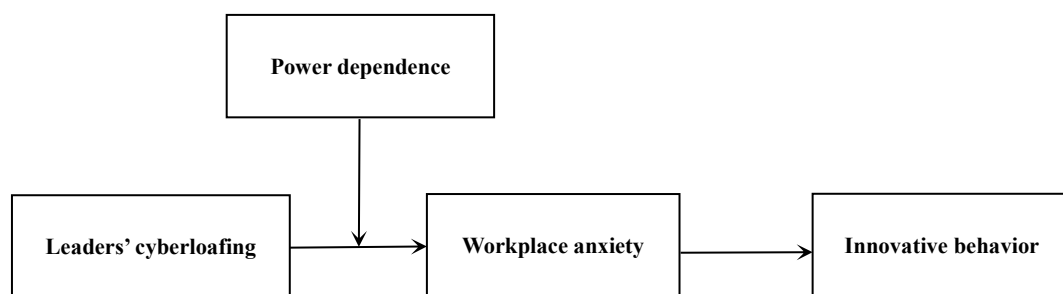 Power dependence
Leaders’ cyberloafing
Workplace anxiety
Innovative behavior